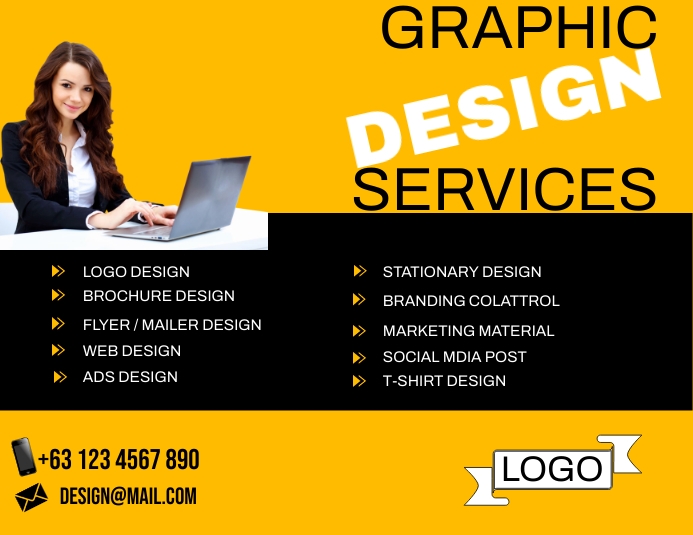 GRAPHIC
DESIGN
SERVICES
LOGO DESIGN
BROCHURE DESIGN
FLYER / MAILER DESIGN
WEB DESIGN
ADS DESIGN
STATIONARY DESIGN
BRANDING COLATTROL
MARKETING MATERIAL
SOCIAL MDIA POST
T-SHIRT DESIGN
+63 123 4567 890
DESIGN@MAIL.COM
LOGO